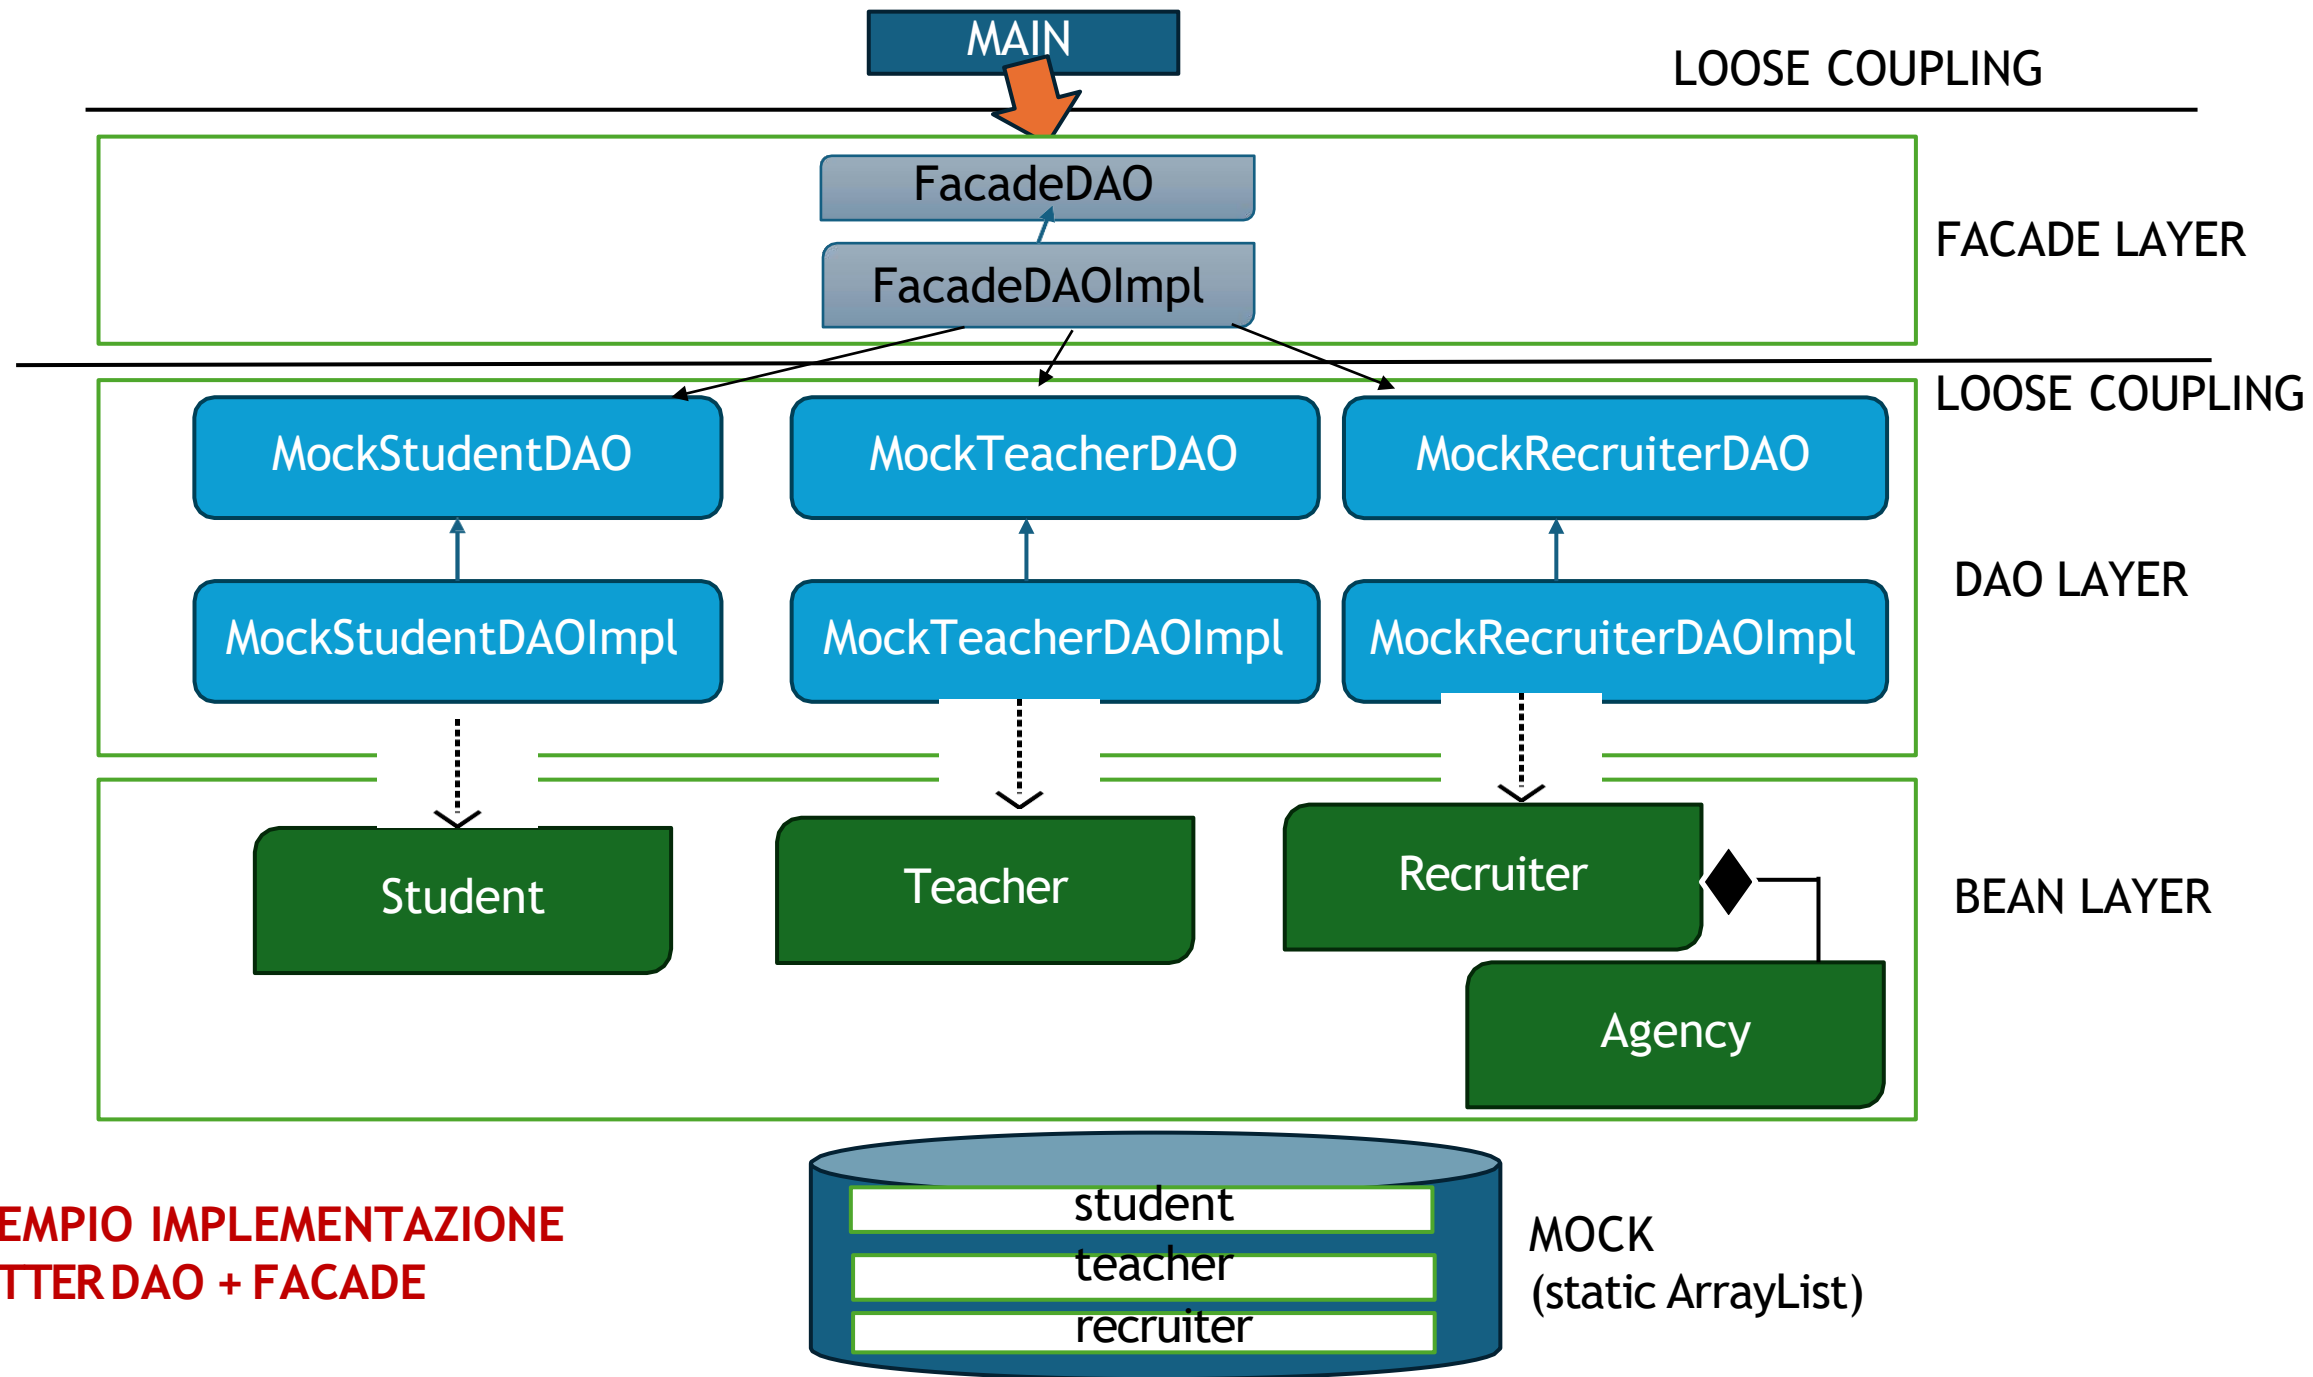 MAIN
LOOSE COUPLING
FacadeDAO
FacadeDAOImpl
FACADE LAYER
LOOSE COUPLING
MockStudentDAO
MockTeacherDAO
MockRecruiterDAO
MockStudentDAOImpl
MockTeacherDAOImpl
MockRecruiterDAOImpl
DAO LAYER
Student
Teacher
Recruiter
Agency
BEAN LAYER
student
teacher
recruiter
MOCK
(static ArrayList)
EMPIO IMPLEMENTAZIONE
TTER DAO + FACADE